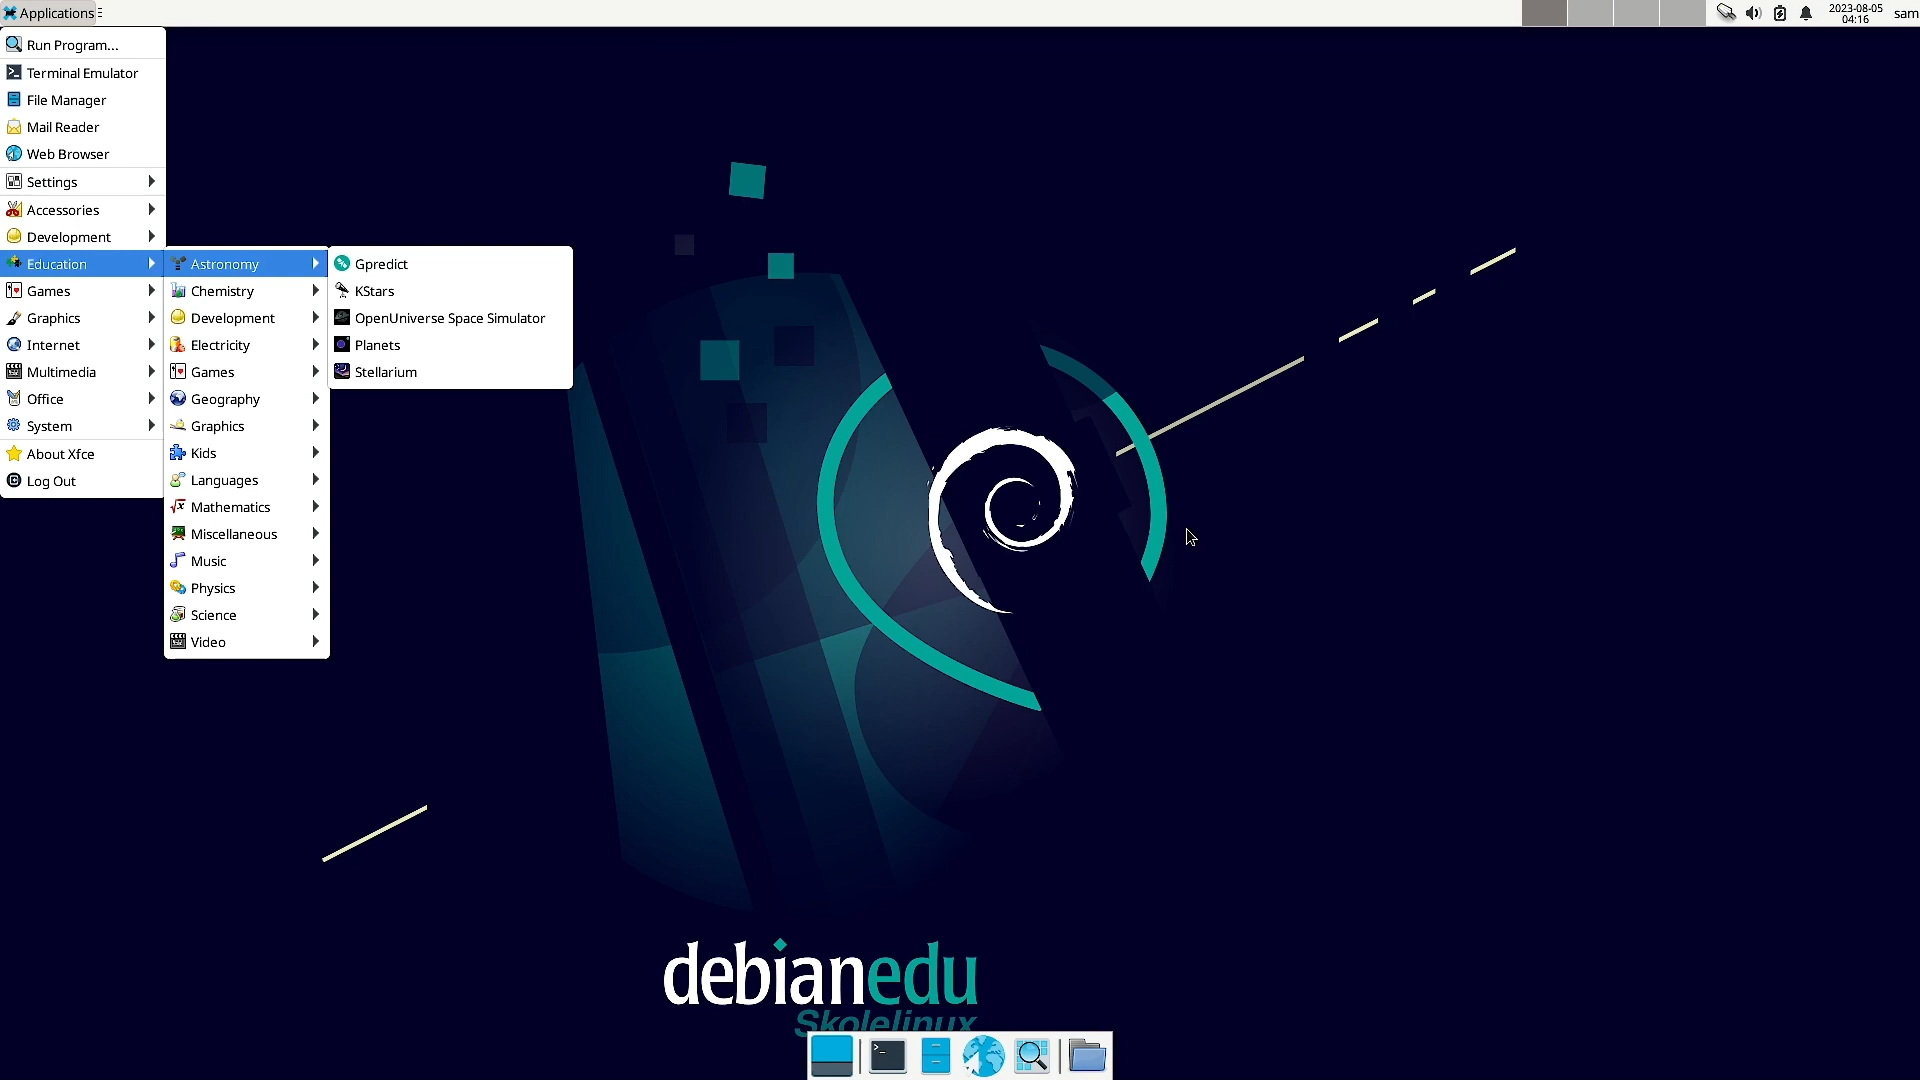 Applications
2023-08-05
04:16
sam
Run Program...
Terminal Emulator
File Manager
Mail Reader
Web Browser
Settings
Accessories
Development
Education
Games
Graphics
Internet
Multimedia
Office
System
About Xfce
Log Out
Astronomy
Chemistry
Development
Electricity
Games
Geography
Graphics
Kids
Languages
Mathematics
Miscellaneous
Music
Physics
Science
Video
Gpredict
KStars
OpenUniverse Space Simulator
Planets
Stellarium
debianedu
Skolelinux